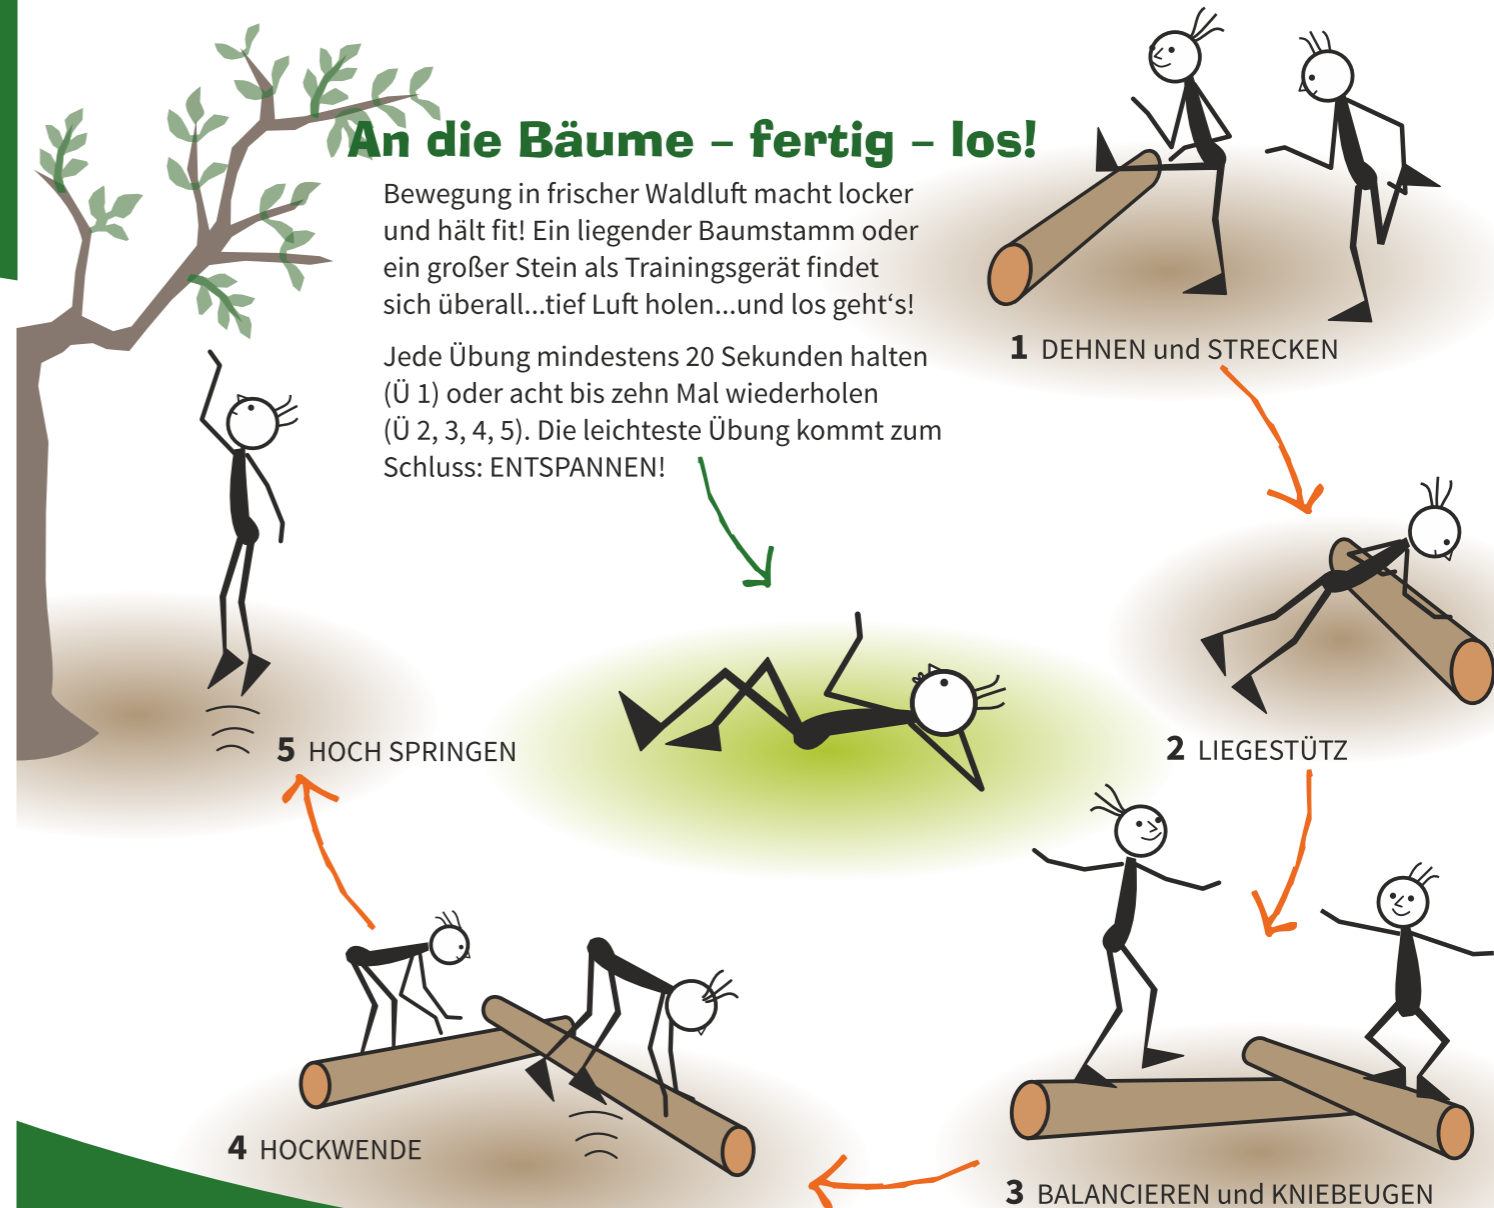 An die Bäume – fertig – los!
Bewegung in frischer Waldluft macht locker
und hält fit! Ein liegender Baumstamm oder
ein großer Stein als Trainingsgerät findet
sich überall...tief Luft holen...und los geht‘s!
Jede Übung mindestens 20 Sekunden halten
(Ü 1) oder acht bis zehn Mal wiederholen
(Ü 2, 3, 4, 5). Die leichteste Übung kommt zum
Schluss: ENTSPANNEN!
1 DEHNEN und STRECKEN
2 LIEGESTÜTZ
3 BALANCIEREN und KNIEBEUGEN
4 HOCKWENDE
5 HOCH SPRINGEN